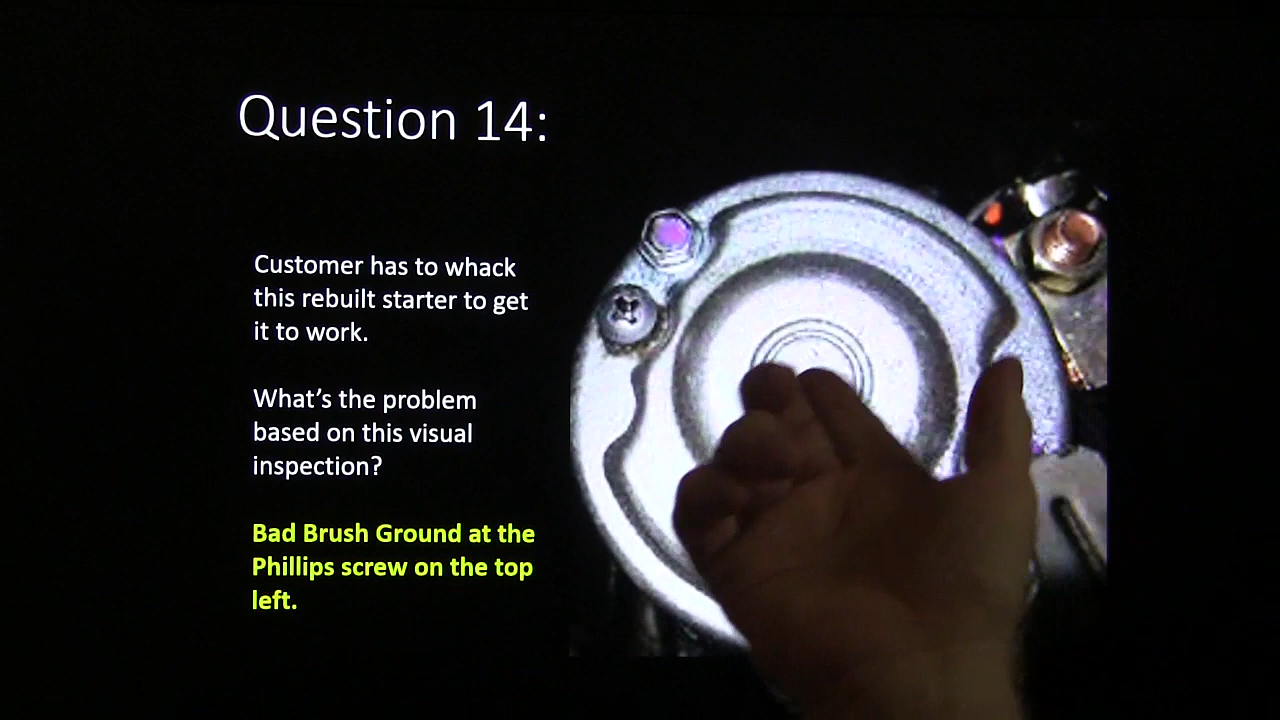 Question 14:
Customer has to whack
this rebuilt starter to get
it to work.
What's the problem
based on this visual
inspection?
Bad Brush Ground at the
Phillips screw on the top
left.